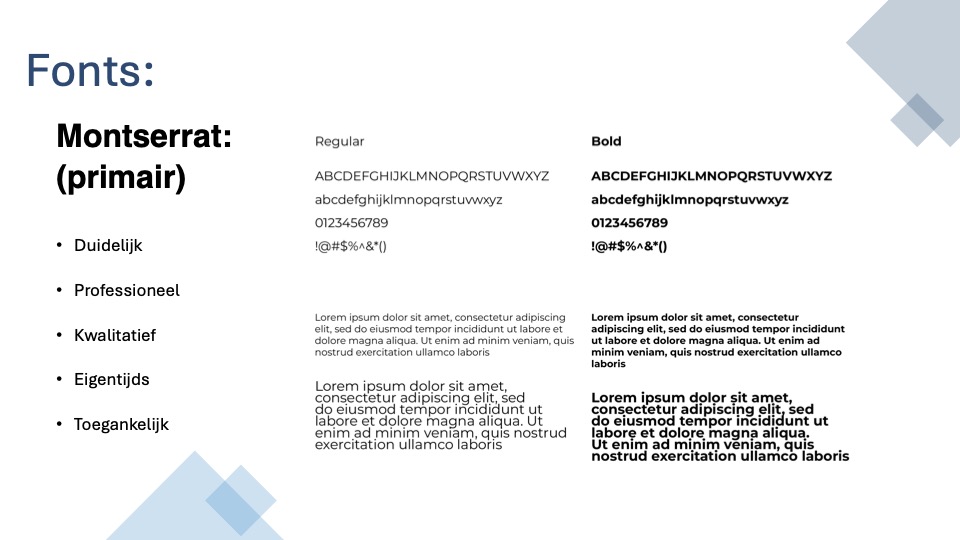 Fonts:
Montserrat:
(primair)
• Duidelijk
• Professioneel
• Kwalitatief
• Eigentijds
• Toegankelijk
Regular
ABCDEFGHIJKLMNOPQRSTUVWXYZ
abcdefghijklmnopqrstuvwxyz
0123456789
!@#$%^&*()
Lorem ipsum dolor sit amet, consectetur adipiscing
elit, sed do eiusmod tempor incididunt ut labore et
dolore magna aliqua. Ut enim ad minim veniam, quis
nostrud exercitation ullamco laboris
Lorem ipsum dolor sit amet,
consectetur adipiscing elit, sed
do eiusmod tempor incididunt ut
labore et dolore magna aliqua. Ut
enim ad minim veniam, quis nostrud
exercitation ullamco laboris
Bold
ABCDEFGHIJKLMNOPQRSTUVWXYZ
abcdefghijklmnopqrstuvwxyz
0123456789
!@#$%^&*()
Lorem ipsum dolor sit amet, consectetur
adipiscing elit, sed do eiusmod tempor incididunt
ut labore et dolore magna aliqua. Ut enim ad
minim veniam, quis nostrud exercitation ullamco
laboris
Lorem ipsum dolor sit amet,
consectetur adipiscing elit, sed
do eiusmod tempor incididunt ut
labore et dolore magna aliqua.
Ut enim ad minim veniam, quis
nostrud exercitation ullamco laboris